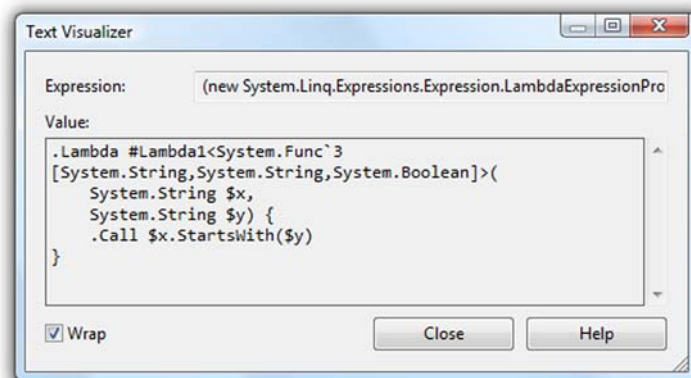 Text Visualizer
Expression: (new System.Linq.Expressions.Expression.LambdaExpressionPro
Value:
.Lambda #Lambda1<System.Func`3
[System.String,System.String,System.Boolean]>(
    System.String $x,
    System.String $y) {
    .Call $x.StartsWith($y)
}
Wrap
Close
Help